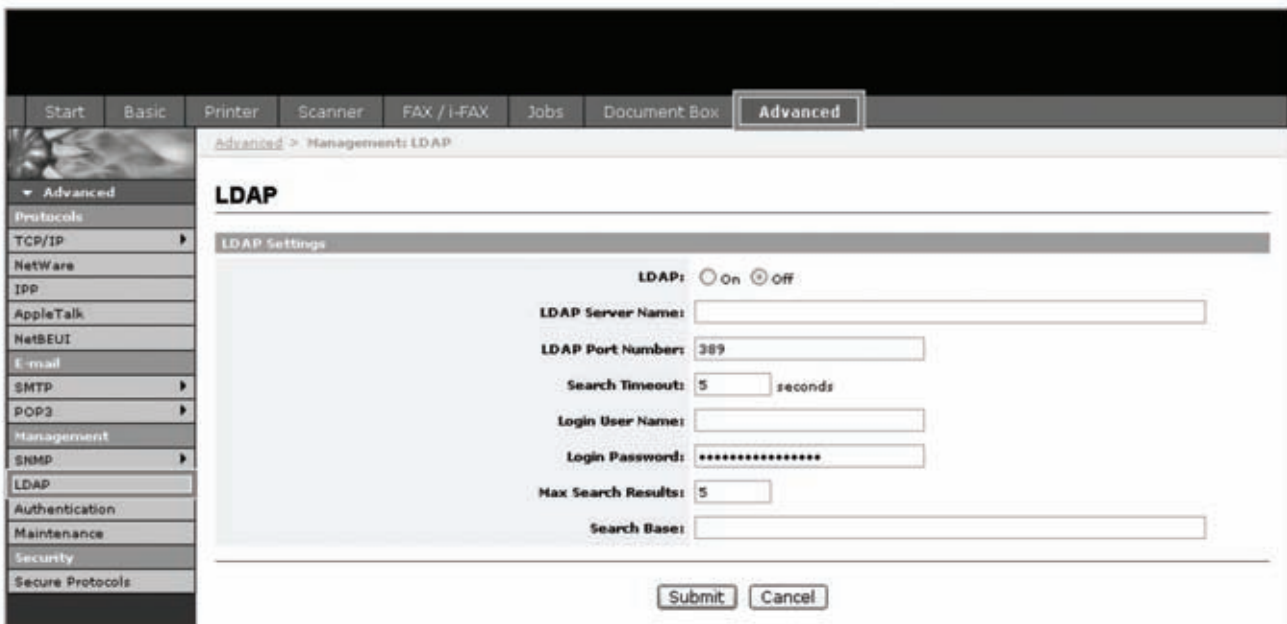 Start Basic Printer Scanner FAX / i-FAX Jobs Document Box Advanced
Advanced > Management: LDAP
Advanced
Protocols
TCP/IP
NetWare
IPP
AppleTalk
NetBEUI
E-mail
SMTP
POP3
Management
SNMP
LDAP
Authentication
Maintenance
Security
Secure Protocols
LDAP
LDAP Settings
LDAP: On Off
LDAP Server Name:
LDAP Port Number: 389
Search Timeout: 5 seconds
Login User Name:
Login Password: ••••••••••••••••
Max Search Results: 5
Search Base:
Submit Cancel